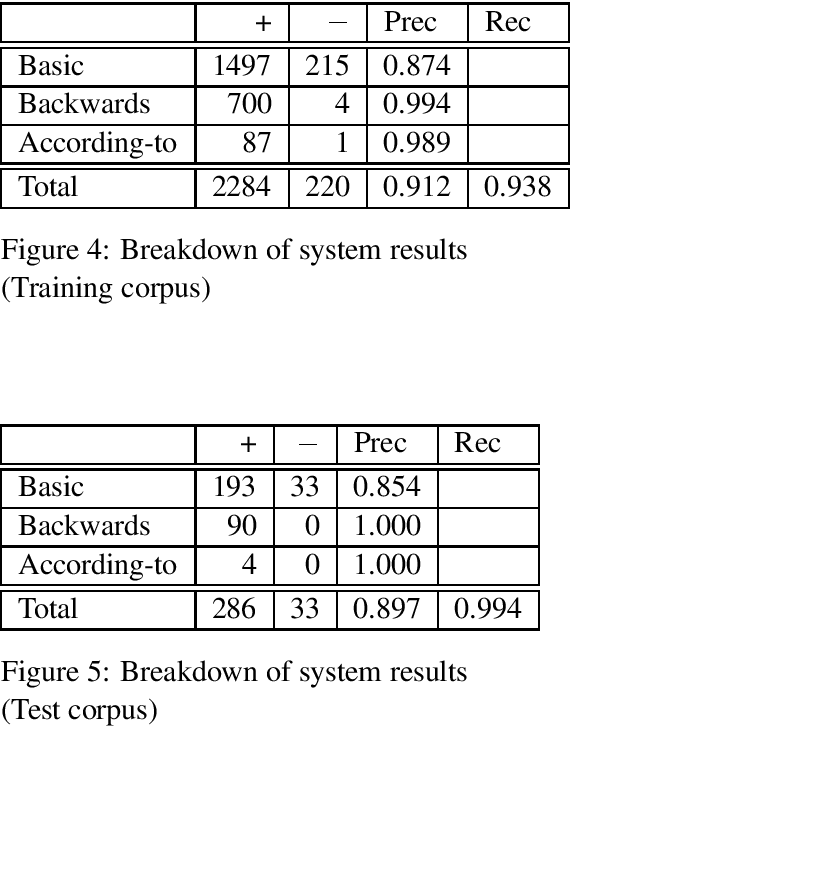 + − Prec Rec
Basic 1497 215 0.874
Backwards 700 4 0.994
According-to 87 1 0.989
Total 2284 220 0.912 0.938
Figure 4: Breakdown of system results
(Training corpus)
+ − Prec Rec
Basic 193 33 0.854
Backwards 90 0 1.000
According-to 4 0 1.000
Total 286 33 0.897 0.994
Figure 5: Breakdown of system results
(Test corpus)